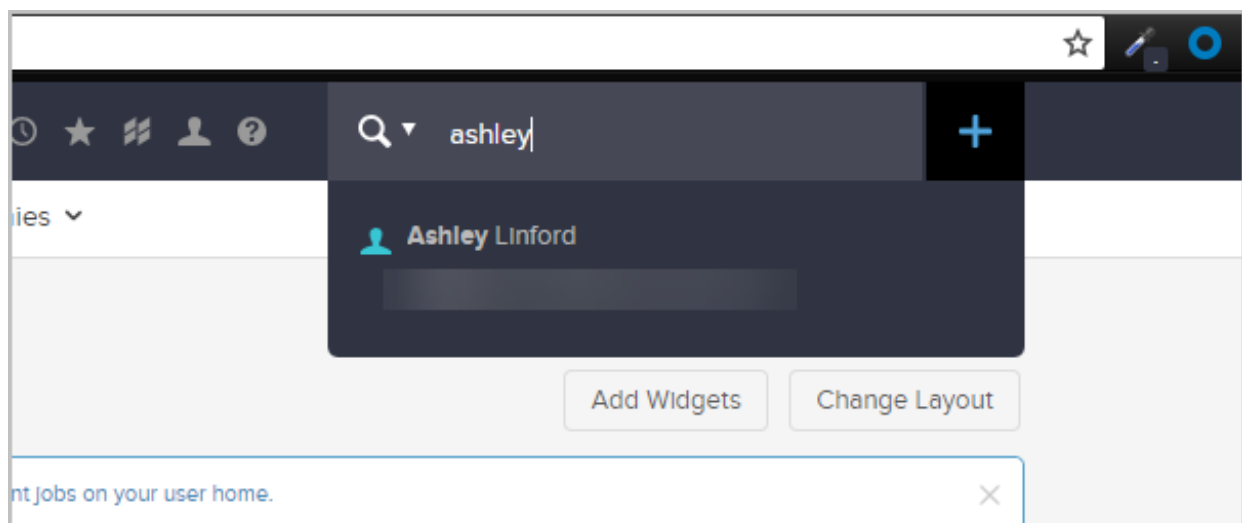 ashley
ies
Ashley Linford
Add Widgets
Change Layout
nt jobs on your user home.